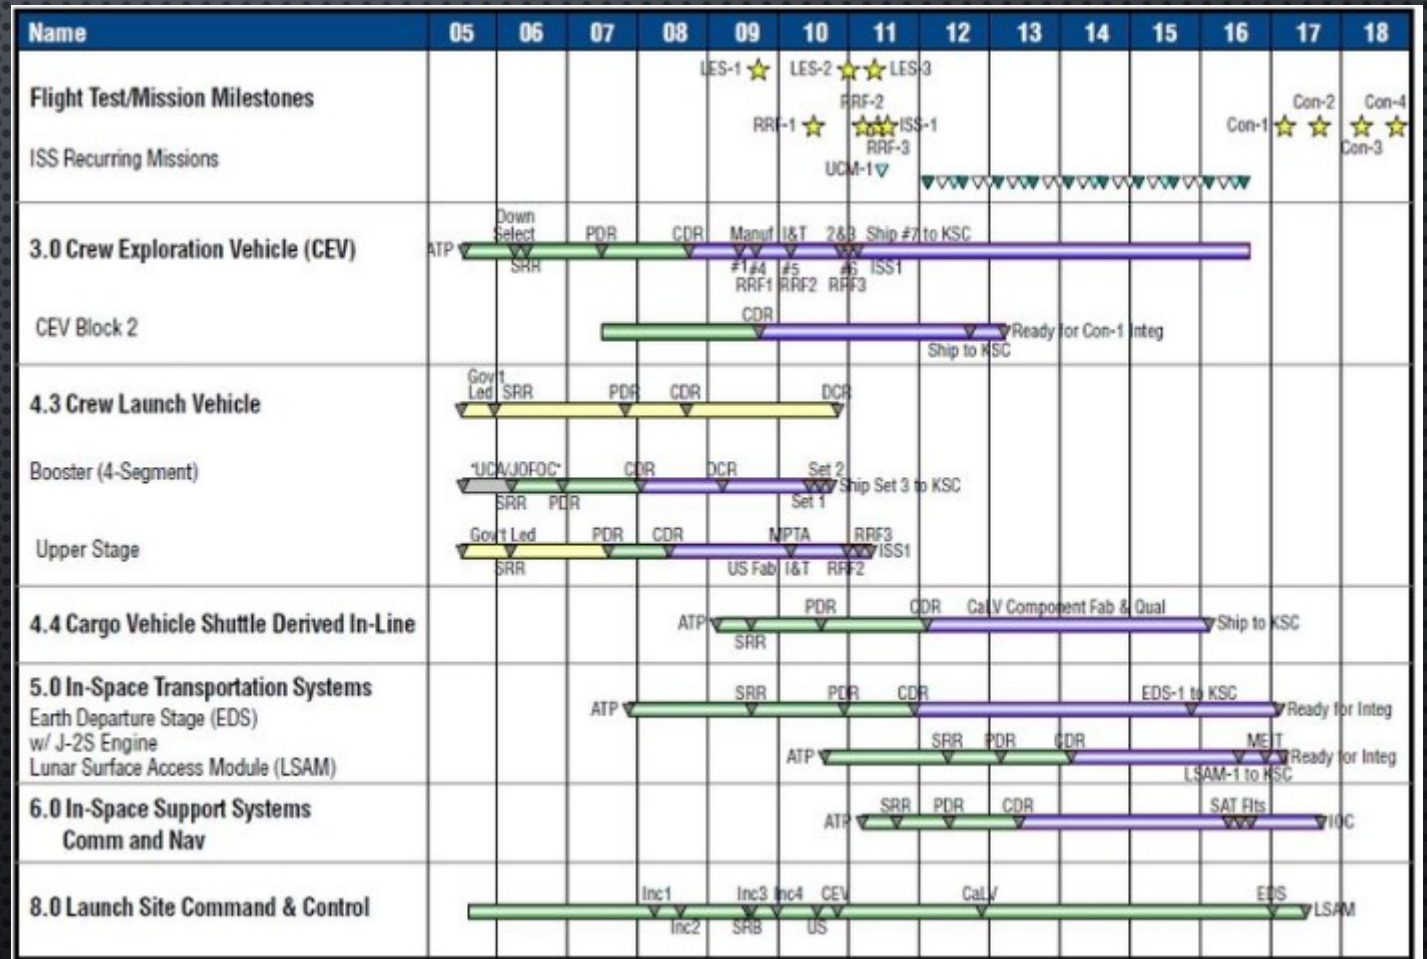 Name 05 06 07 08 09 10 11 12 13 14 15 16 17 18
LES-1 LES-2 LES-3
Flight Test/Mission Milestones
RRF-2 Con-2 Con-4
RRF-1 ISS-1 Con-1
RRF-3 Con-3
ISS Recurring Missions
UCM-1
Down
Select PDR CDR Manuf I&T 2&3 Ship #7 to KSC
3.0 Crew Exploration Vehicle (CEV) ATP
SRR #1 #4 #5 #6 ISS1
RRF1 RRF2 RRF3
CDR
CEV Block 2 Ready for Con-1 Integ
Ship to KSC
Gov't
Led SRR PDR CDR DCR
4.3 Crew Launch Vehicle
Booster (4-Segment) "UCA/JOFOC" CDR DCR Set 2
Ship Set 3 to KSC
SRR PDR Set 1
Gov't Led PDR CDR MPTA RRF3
Upper Stage ISS1
SRR US Fab I&T RRF2
PDR CDR CaLV Component Fab & Qual
4.4 Cargo Vehicle Shuttle Derived In-Line ATP Ship to KSC
SRR
5.0 In-Space Transportation Systems SRR PDR CDR EDS-1 to KSC
Earth Departure Stage (EDS) ATP Ready for Integ
w/ J-2S Engine SRR PDR CDR MEIT
ATP Ready for Integ
Lunar Surface Access Module (LSAM) LSAM-1 to KSC
6.0 In-Space Support Systems SRR PDR CDR SAT Flts
ATP IOC
Comm and Nav
Inc1 Inc3 Inc4 CEV CaLV EDS
8.0 Launch Site Command & Control LSAM
Inc2 SRB US